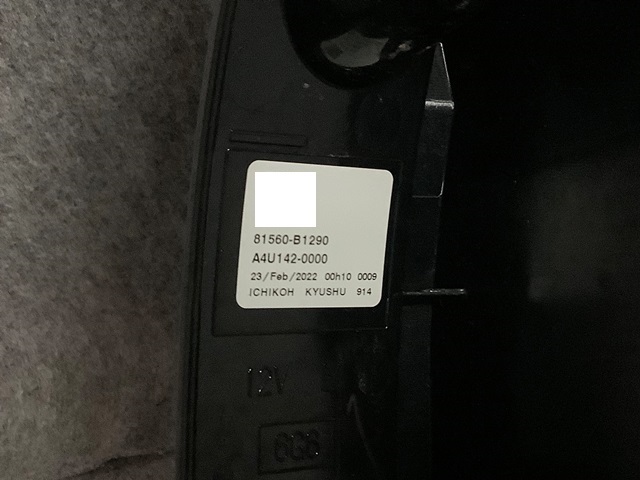 81560-B1290
A4U142-0000
23/Feb/2022 00h10 0009
ICHIKOH KYUSHU 914
12V